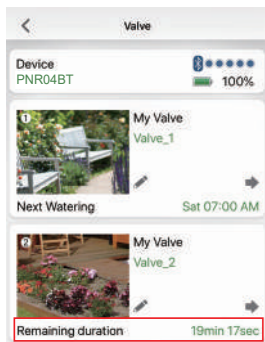 Valve
Device
PNR04BT
100%
1
My Valve
Valve_1
Next Watering
Sat 07:00 AM
2
My Valve
Valve_2
Remaining duration
19min 17sec